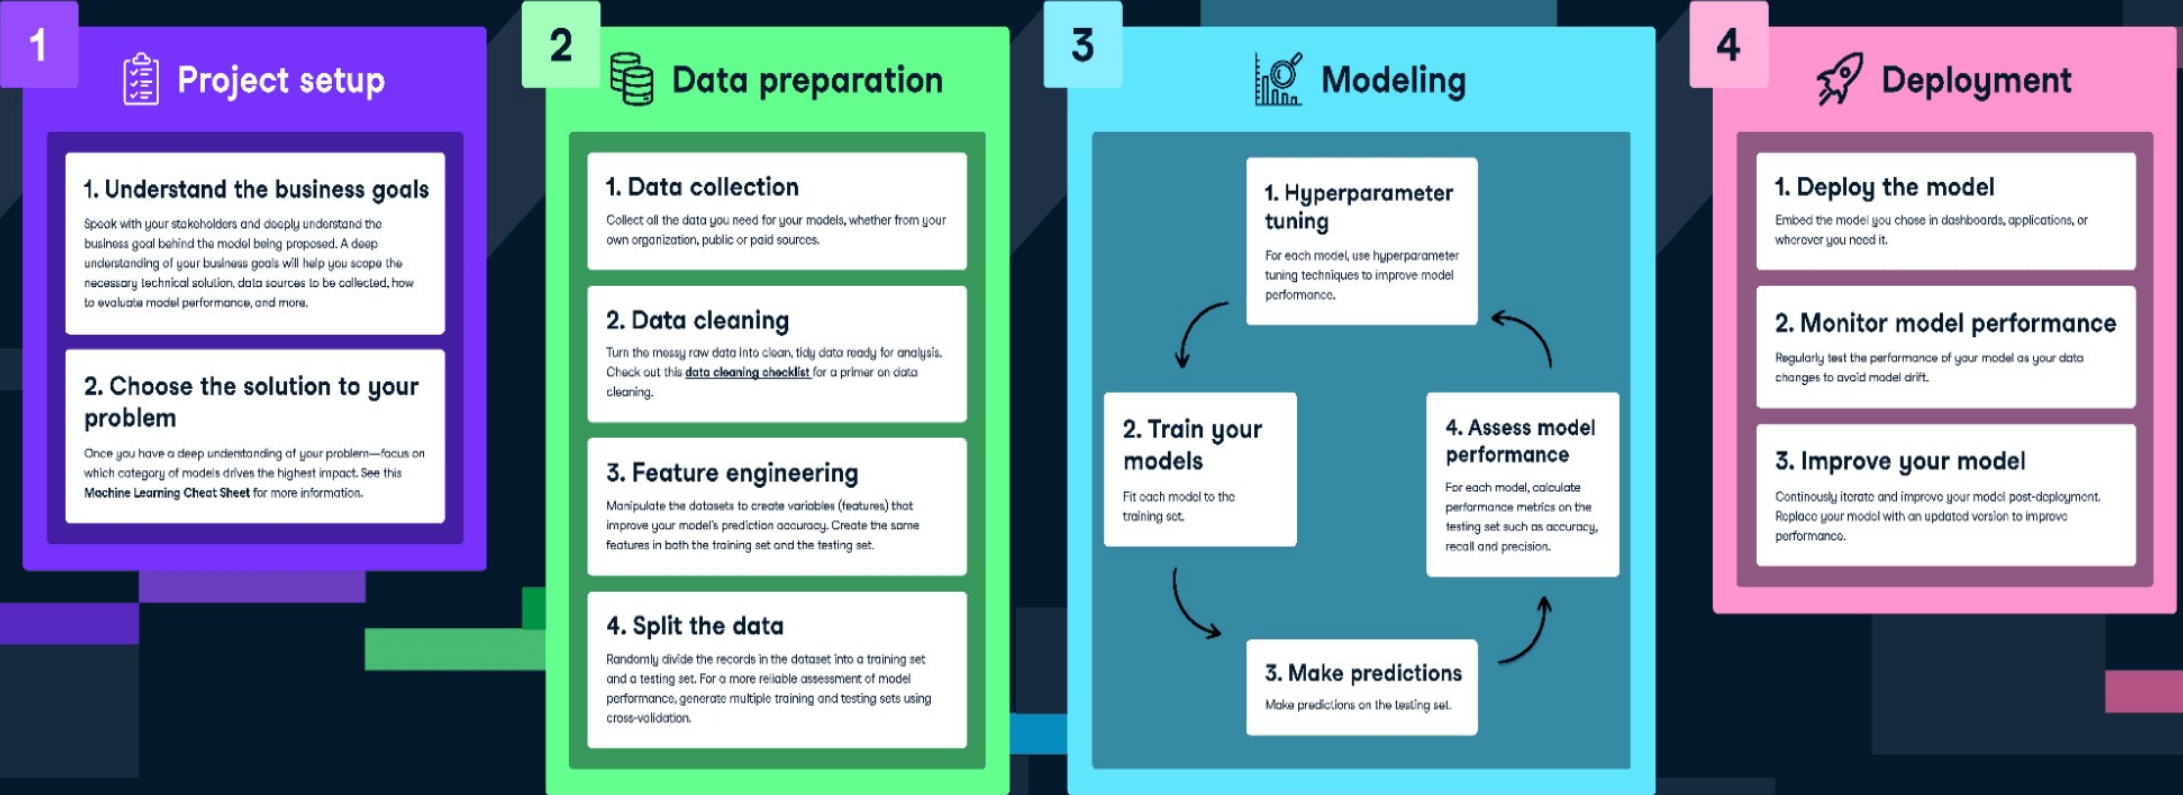 1
Project setup
1. Understand the business goals
Speak with your stakeholders and deeply understand the
business goal behind the model being proposed. A deep
understanding of your business goals will help you scope the
necessary technical solution, data sources to be collected, how
to evaluate model performance, and more.
2. Choose the solution to your
problem
Once you have a deep understanding of your problem—focus on
which category of models drives the highest impact. See this
Machine Learning Cheat Sheet for more information.
2
Data preparation
1. Data collection
Collect all the data you need for your models, whether from your
own organization, public or paid sources.
2. Data cleaning
Turn the messy raw data into clean, tidy data ready for analysis.
Check out this data cleaning checklist for a primer on data
cleaning.
3. Feature engineering
Manipulate the datasets to create variables (features) that
improve your model's prediction accuracy. Create the same
features in both the training set and the testing set.
4. Split the data
Randomly divide the records in the dataset into a training set
and a testing set. For a more reliable assessment of model
performance, generate multiple training and testing sets using
cross-validation.
3
Modeling
1. Hyperparameter
tuning
For each model, use hyperparameter
tuning techniques to improve model
performance.
2. Train your
models
Fit each model to the
training set.
3. Make predictions
Make predictions on the testing set.
4. Assess model
performance
For each model, calculate
performance metrics on the
testing set such as accuracy,
recall and precision.
4
Deployment
1. Deploy the model
Embed the model you chose in dashboards, applications, or
wherever you need it.
2. Monitor model performance
Regularly test the performance of your model as your data
changes to avoid model drift.
3. Improve your model
Continously iterate and improve your model post-deployment.
Replace your model with an updated version to improve
performance.